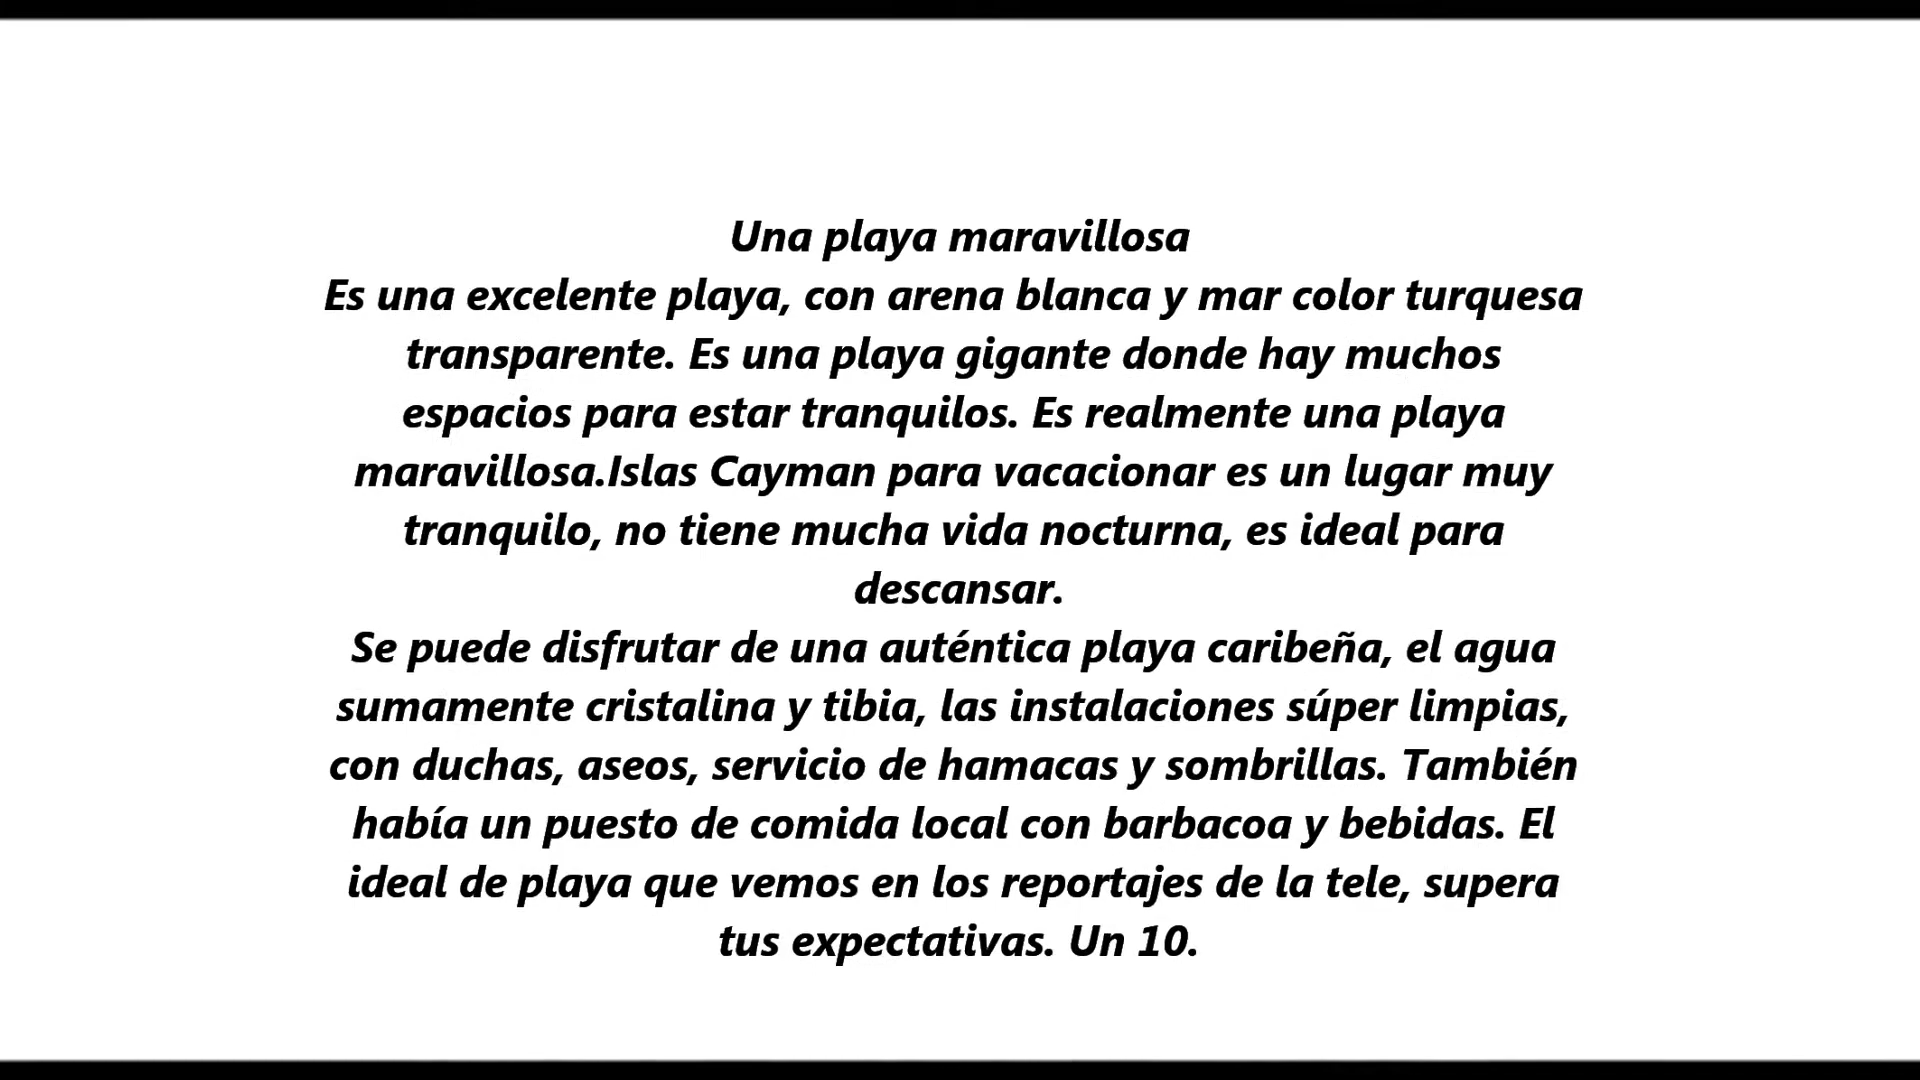 Una playa maravillosa
Es una excelente playa, con arena blanca y mar color turquesa
transparente. Es una playa gigante donde hay muchos
espacios para estar tranquilos. Es realmente una playa
maravillosa.Islas Cayman para vacacionar es un lugar muy
tranquilo, no tiene mucha vida nocturna, es ideal para
descansar.
Se puede disfrutar de una auténtica playa caribeña, el agua
sumamente cristalina y tibia, las instalaciones súper limpias,
con duchas, aseos, servicio de hamacas y sombrillas. También
había un puesto de comida local con barbacoa y bebidas. El
ideal de playa que vemos en los reportajes de la tele, supera
tus expectativas. Un 10.